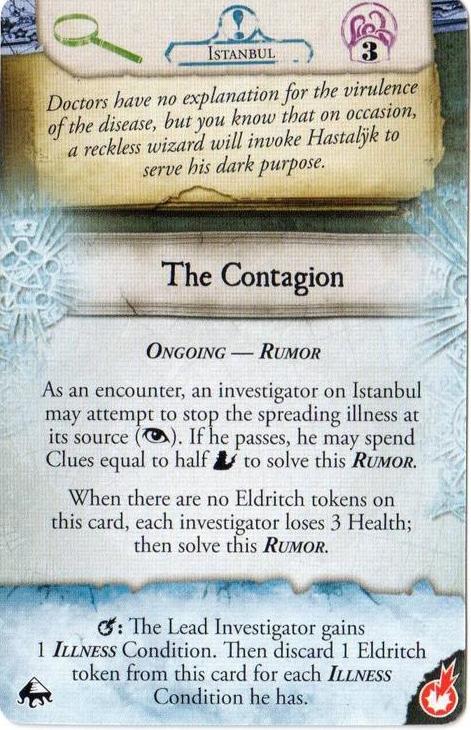 ISTANBUL
3
Doctors have no explanation for the virulence
of the disease, but you know that on occasion,
a reckless wizard will invoke Hastalÿk to
serve his dark purpose.
The Contagion
ONGOING — RUMOR
As an encounter, an investigator on Istanbul
may attempt to stop the spreading illness at
its source ( ). If he passes, he may spend
Clues equal to half to solve this RUMOR.
When there are no Eldritch tokens on
this card, each investigator loses 3 Health;
then solve this RUMOR.
: The Lead Investigator gains
1 ILLNESS Condition. Then discard 1 Eldritch
token from this card for each ILLNESS
Condition he has.